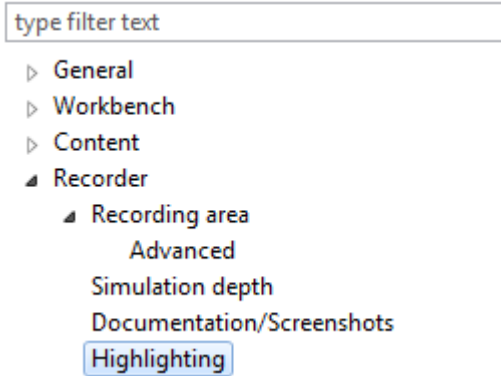 type filter text
General
Workbench
Content
Recorder
Recording area
Advanced
Simulation depth
Documentation/Screenshots
Highlighting